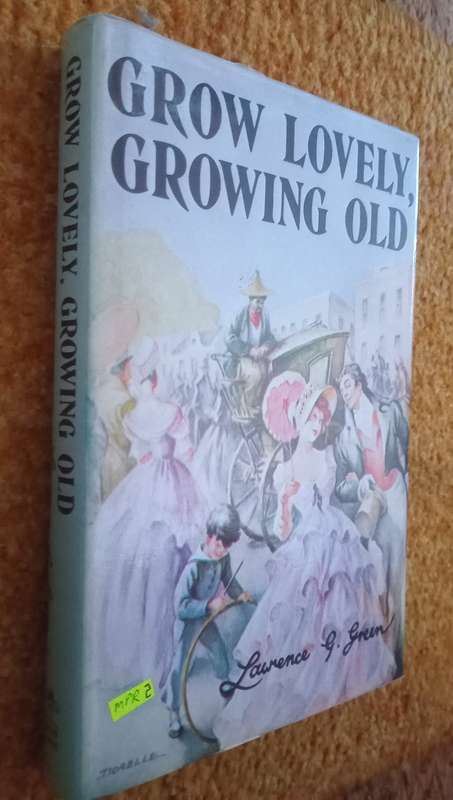 GROW LOVELY,
GROWING OLD
Lawrence G. Green
MPR 2
GROW LOVELY, GROWING OLD